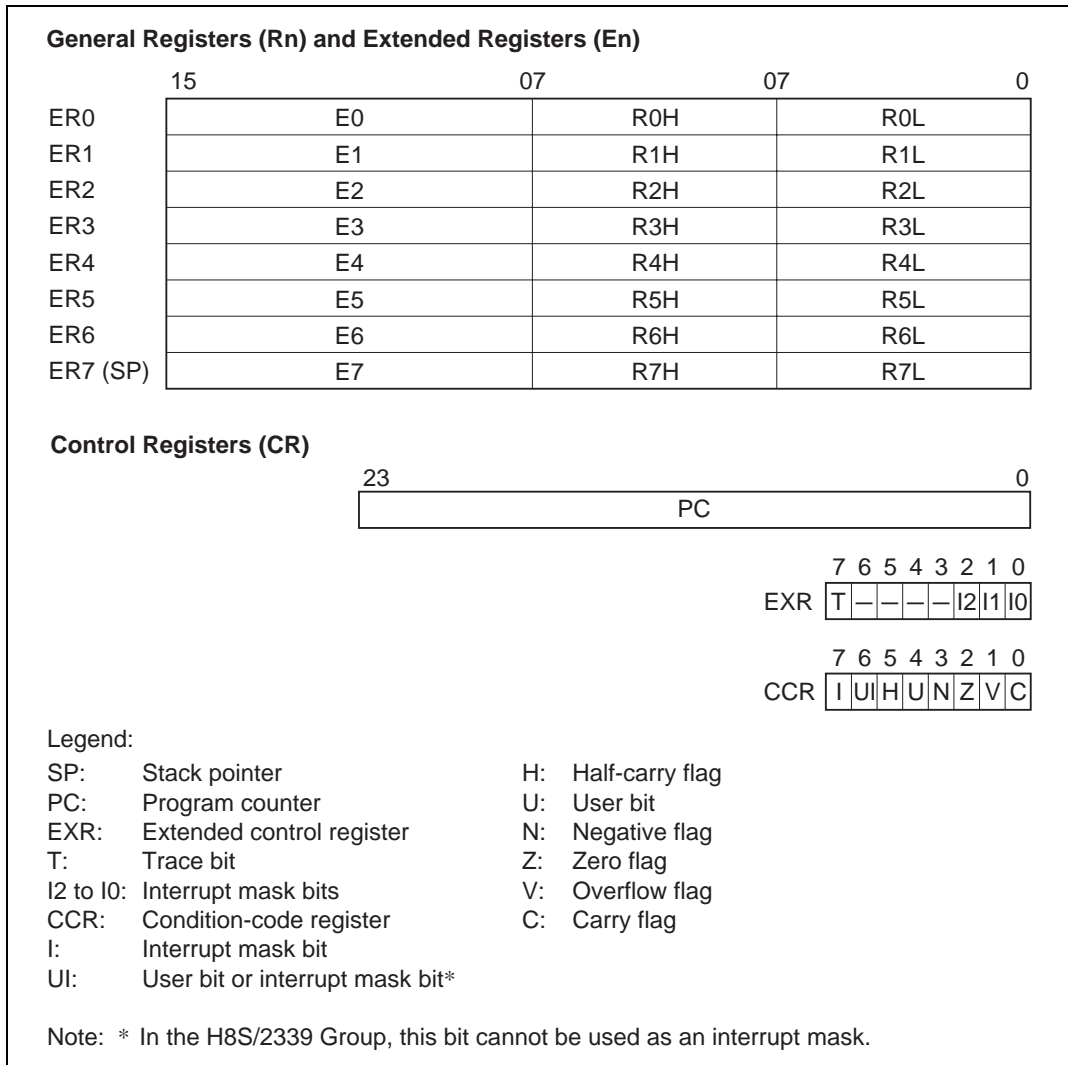 General Registers (Rn) and Extended Registers (En)
15 07 07 0
ER0 E0 R0H R0L
ER1 E1 R1H R1L
ER2 E2 R2H R2L
ER3 E3 R3H R3L
ER4 E4 R4H R4L
ER5 E5 R5H R5L
ER6 E6 R6H R6L
ER7 (SP) E7 R7H R7L
Control Registers (CR)
23 0
PC
7 6 5 4 3 2 1 0
EXR T — — — — I2 I1 I0
7 6 5 4 3 2 1 0
CCR I UI H U N Z V C
Legend:
SP: Stack pointer
PC: Program counter
EXR: Extended control register
T: Trace bit
I2 to I0: Interrupt mask bits
CCR: Condition-code register
I: Interrupt mask bit
UI: User bit or interrupt mask bit*
H: Half-carry flag
U: User bit
N: Negative flag
Z: Zero flag
V: Overflow flag
C: Carry flag
Note: * In the H8S/2339 Group, this bit cannot be used as an interrupt mask.